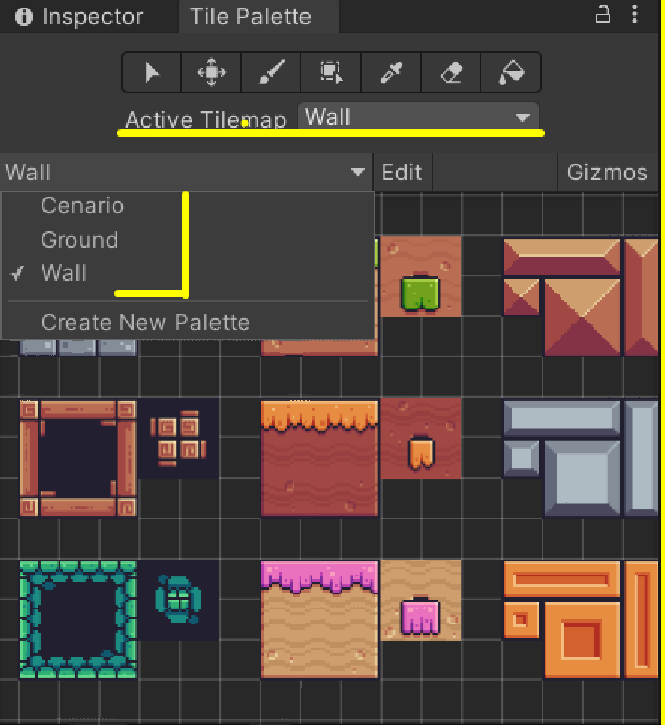 Inspector Tile Palette
Active Tilemap Wall
Wall Edit Gizmos
Cenario
Ground
Wall
Create New Palette